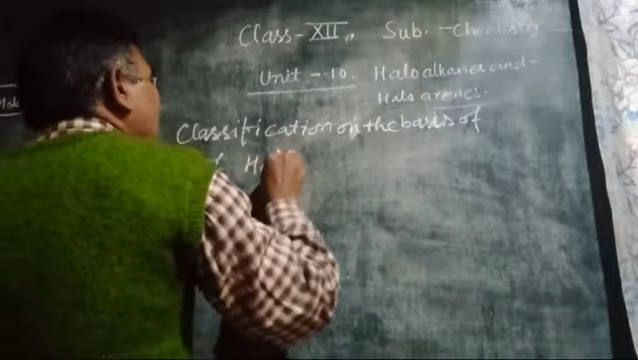 Class-XII, Sub. - Chemistry
Unit - 10. Haloalkanes and -
Haloarenes.
Classification on the basis of
H